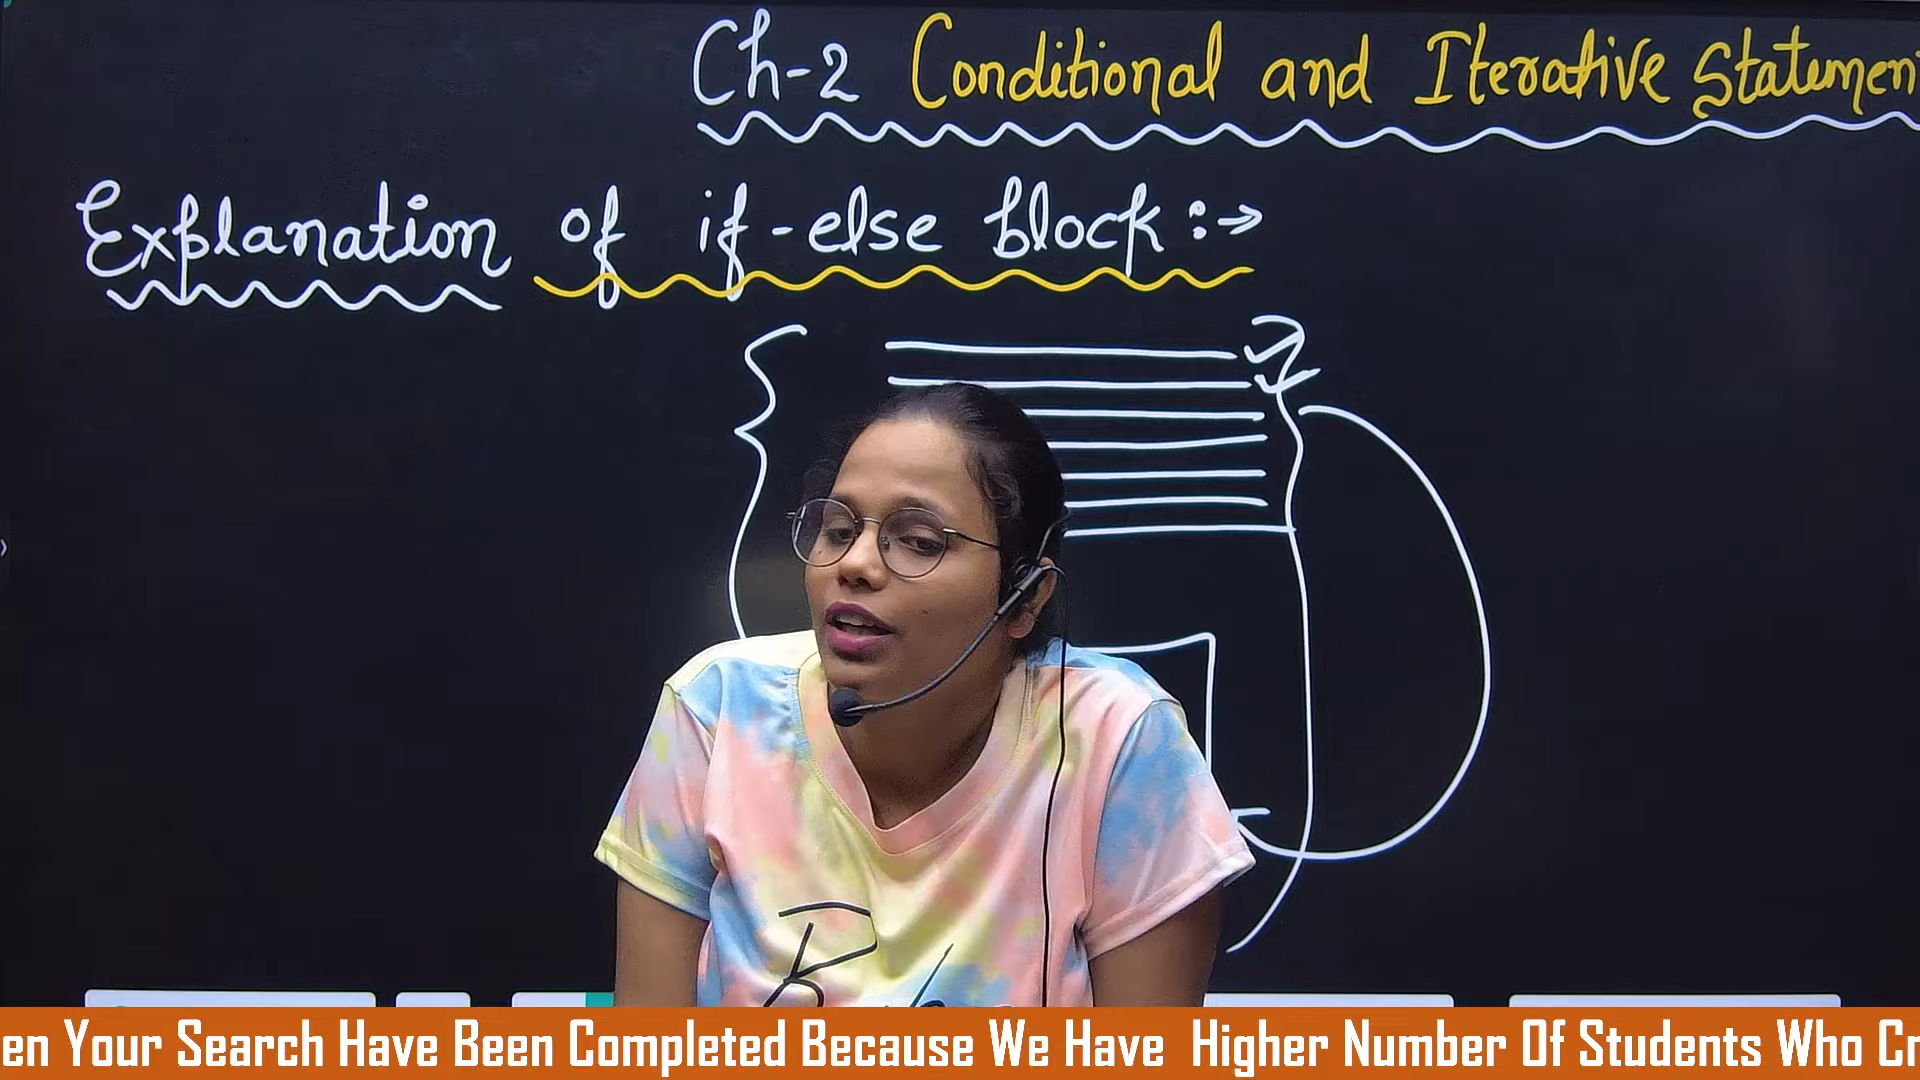 Ch-2 Conditional and Iterative Statemen
Explanation of if-else block:→
en Your Search Have Been Completed Because We Have Higher Number Of Students Who Cr